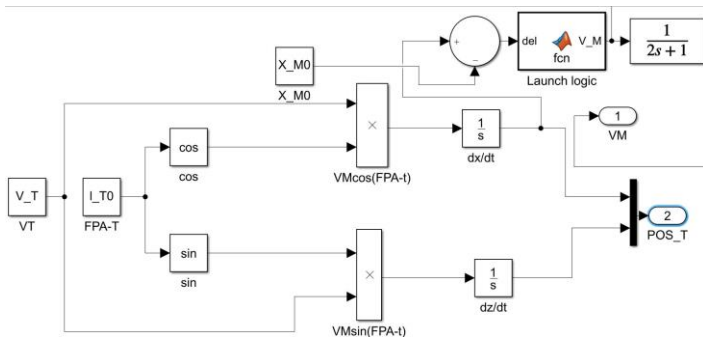 +
−
del
fcn
V_M
Launch logic
1
2s + 1
X_M0
X_M0
×
VMcos(FPA-t)
1
s
dx/dt
1
VM
cos
cos
V_T
VT
I_T0
FPA-T
2
POS_T
sin
sin
×
VMsin(FPA-t)
1
s
dz/dt